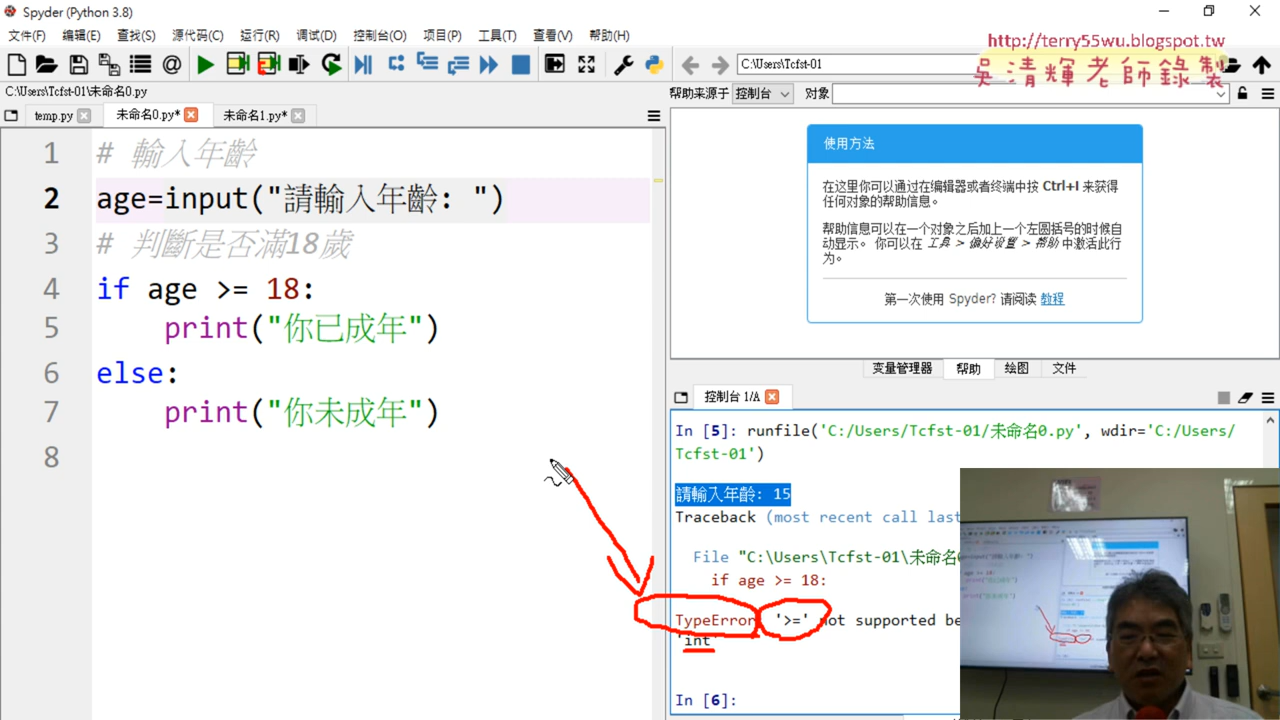 Spyder (Python 3.8)
文件(F) 编辑(E) 查找(S) 源代码(C) 运行(R) 调试(D) 控制台(O) 项目(P) 工具(T) 查看(V) 帮助(H)
http://terry55wu.blogspot.tw
吳清輝老師錄製
C:\Users\Tcfst-01
C:\Users\Tcfst-01\未命名0.py
帮助来源于 控制台 对象
temp.py 未命名0.py* 未命名1.py*
1 # 輸入年齡
2 age=input("請輸入年齡: ")
3 # 判斷是否滿18歲
4 if age >= 18:
5 print("你已成年")
6 else:
7 print("你未成年")
8
使用方法
在这里你可以通过在编辑器或者终端中按 Ctrl+I 来获得
任何对象的帮助信息。
帮助信息可以在一个对象之后加上一个左圆括号的时候自
动显示。 你可以在 工具 > 偏好设置 > 帮助 中激活此行
为。
第一次使用 Spyder? 请阅读 教程
变量管理器 帮助 绘图 文件
控制台 1/A
In [5]: runfile('C:/Users/Tcfst-01/未命名0.py', wdir='C:/Users/
Tcfst-01')
請輸入年齡: 15
Traceback (most recent call last
File "C:\Users\Tcfst-01\未命名
if age >= 18:
TypeError '>=' not supported be
'int'
In [6]: